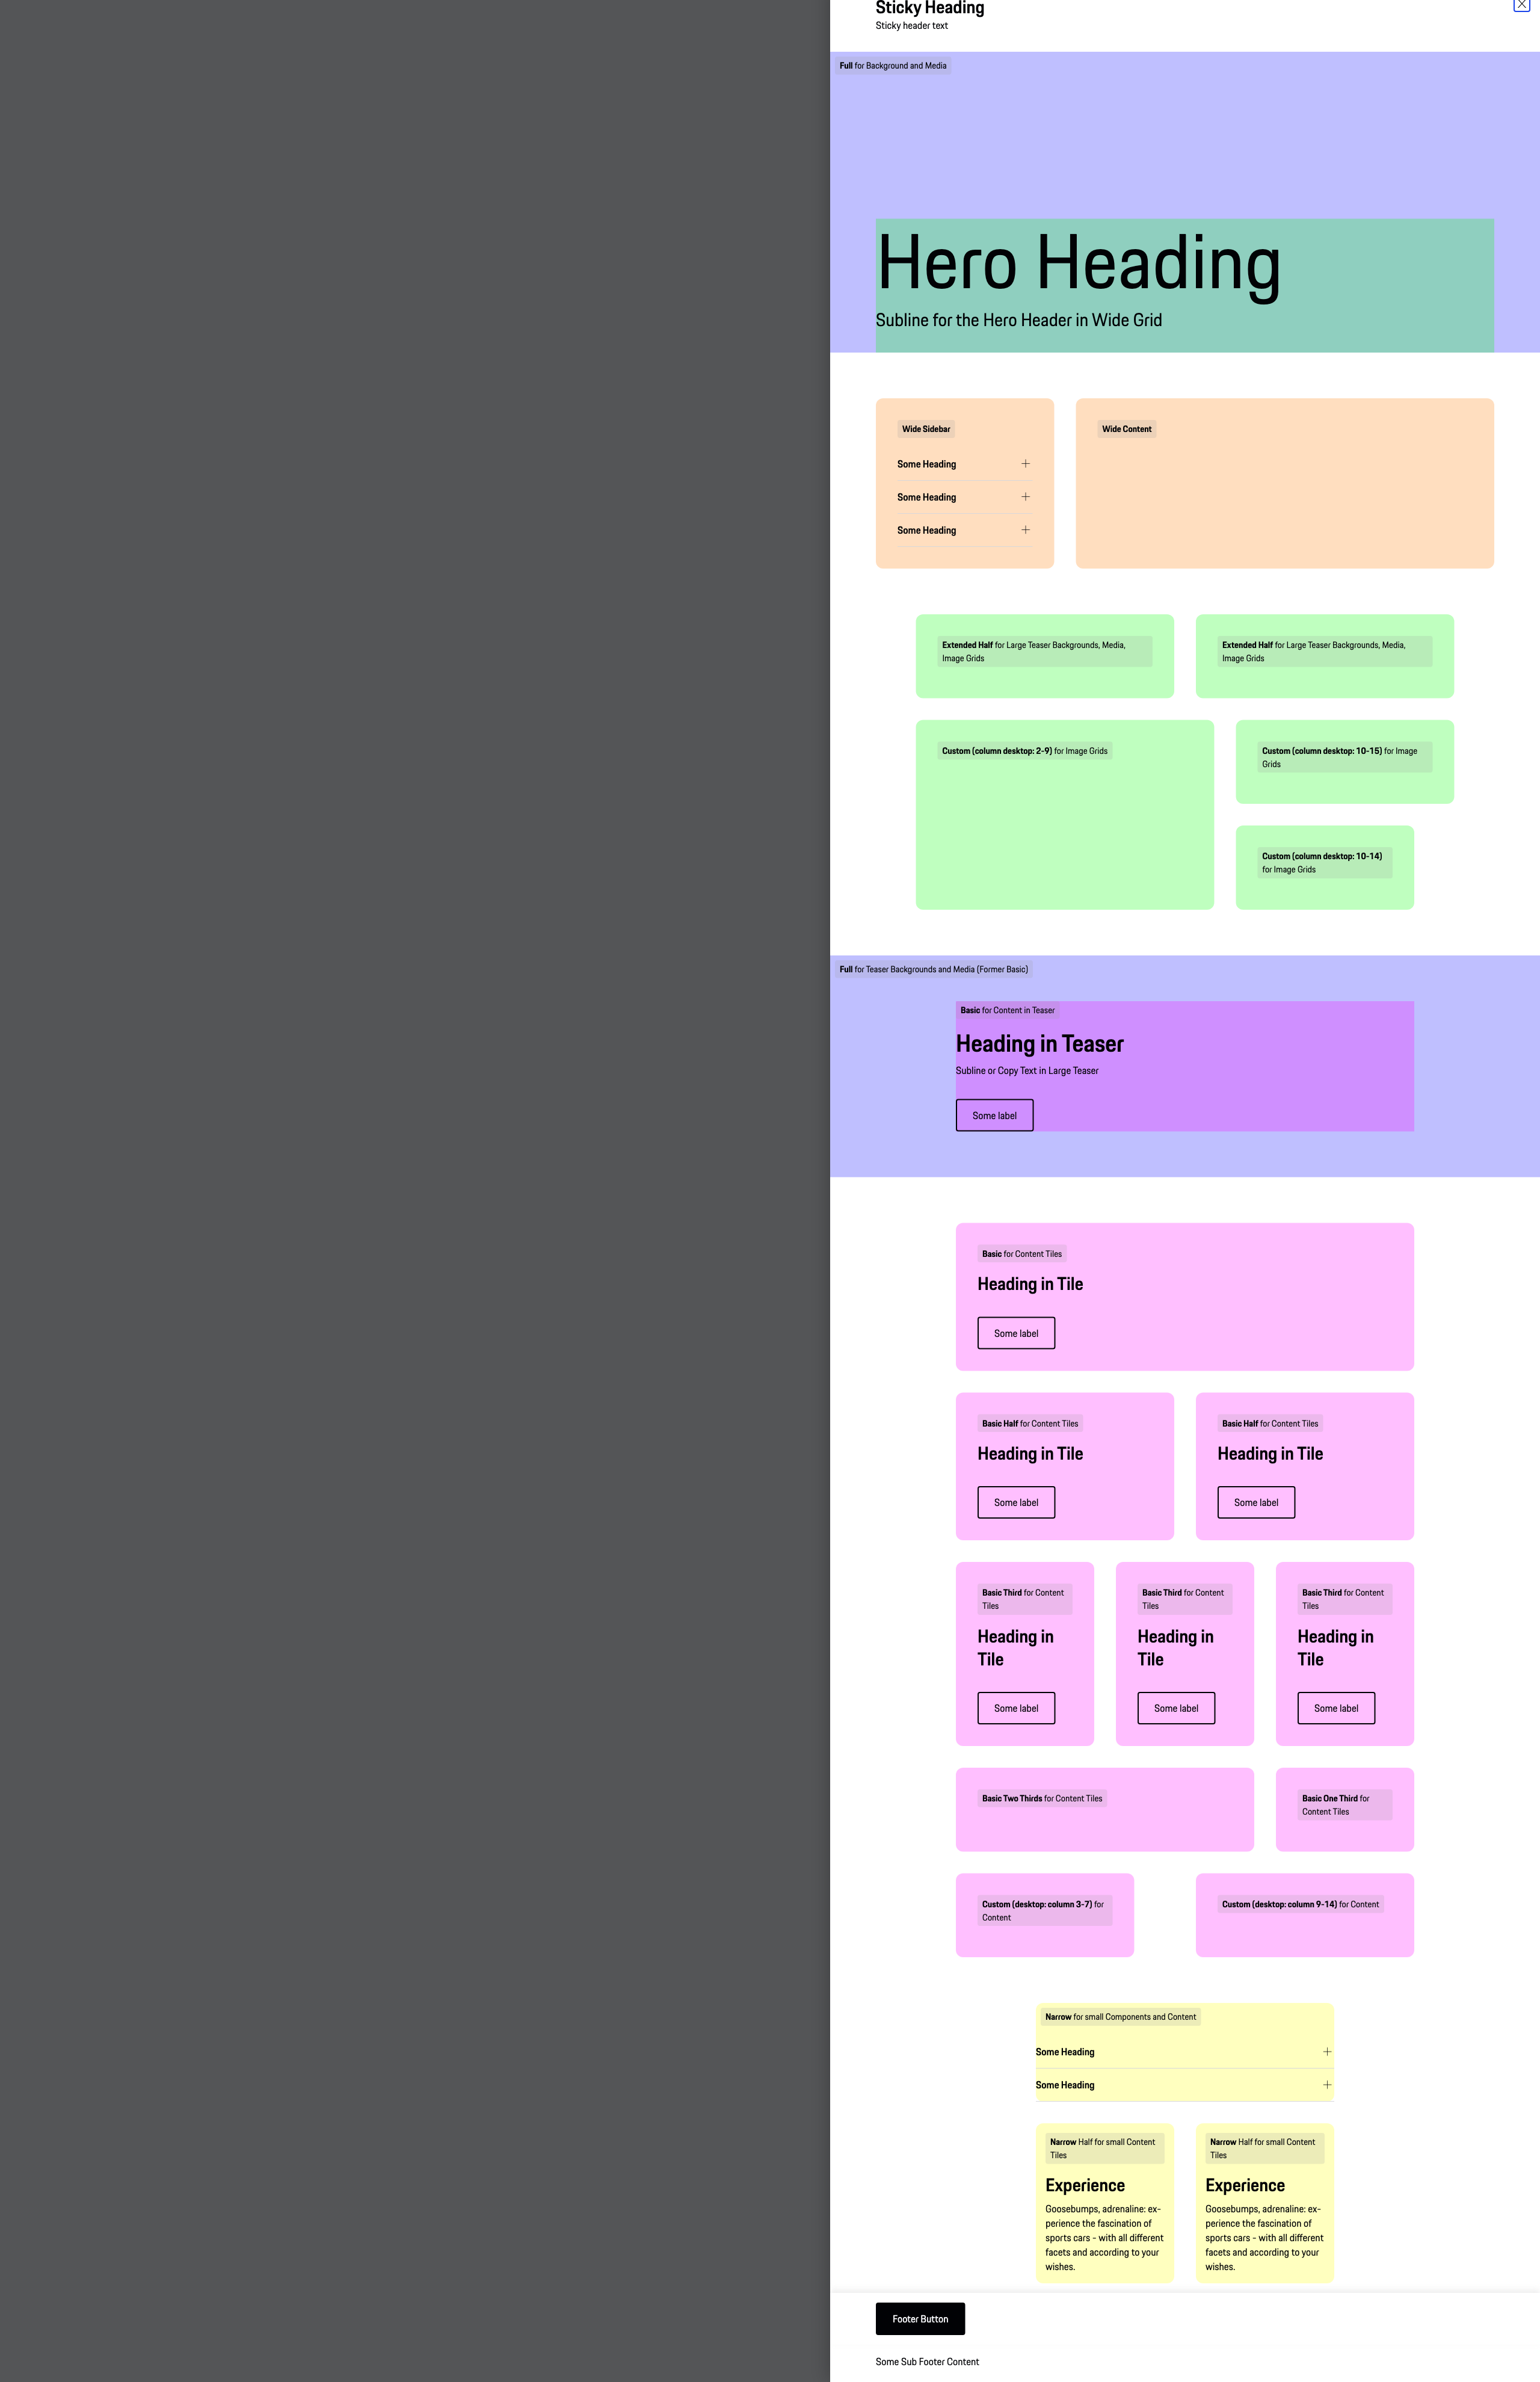 Sticky Heading
Sticky header text
Full for Background and Media
Hero Heading
Subline for the Hero Header in Wide Grid
Wide Sidebar
Some Heading
Some Heading
Some Heading
Wide Content
Extended Half for Large Teaser Backgrounds, Media,
Image Grids
Extended Half for Large Teaser Backgrounds, Media,
Image Grids
Custom (column desktop: 2-9) for Image Grids
Custom (column desktop: 10-15) for Image
Grids
Custom (column desktop: 10-14)
for Image Grids
Full for Teaser Backgrounds and Media (Former Basic)
Basic for Content in Teaser
Heading in Teaser
Subline or Copy Text in Large Teaser
Some label
Basic for Content Tiles
Heading in Tile
Some label
Basic Half for Content Tiles
Heading in Tile
Some label
Basic Half for Content Tiles
Heading in Tile
Some label
Basic Third for Content
Tiles
Heading in
Tile
Some label
Basic Third for Content
Tiles
Heading in
Tile
Some label
Basic Third for Content
Tiles
Heading in
Tile
Some label
Basic Two Thirds for Content Tiles
Basic One Third for
Content Tiles
Custom (desktop: column 3-7) for
Content
Custom (desktop: column 9-14) for Content
Narrow for small Components and Content
Some Heading
Some Heading
Narrow Half for small Content
Tiles
Experience
Goosebumps, adrenaline: ex-
perience the fascination of
sports cars - with all different
facets and according to your
wishes.
Narrow Half for small Content
Tiles
Experience
Goosebumps, adrenaline: ex-
perience the fascination of
sports cars - with all different
facets and according to your
wishes.
Footer Button
Some Sub Footer Content